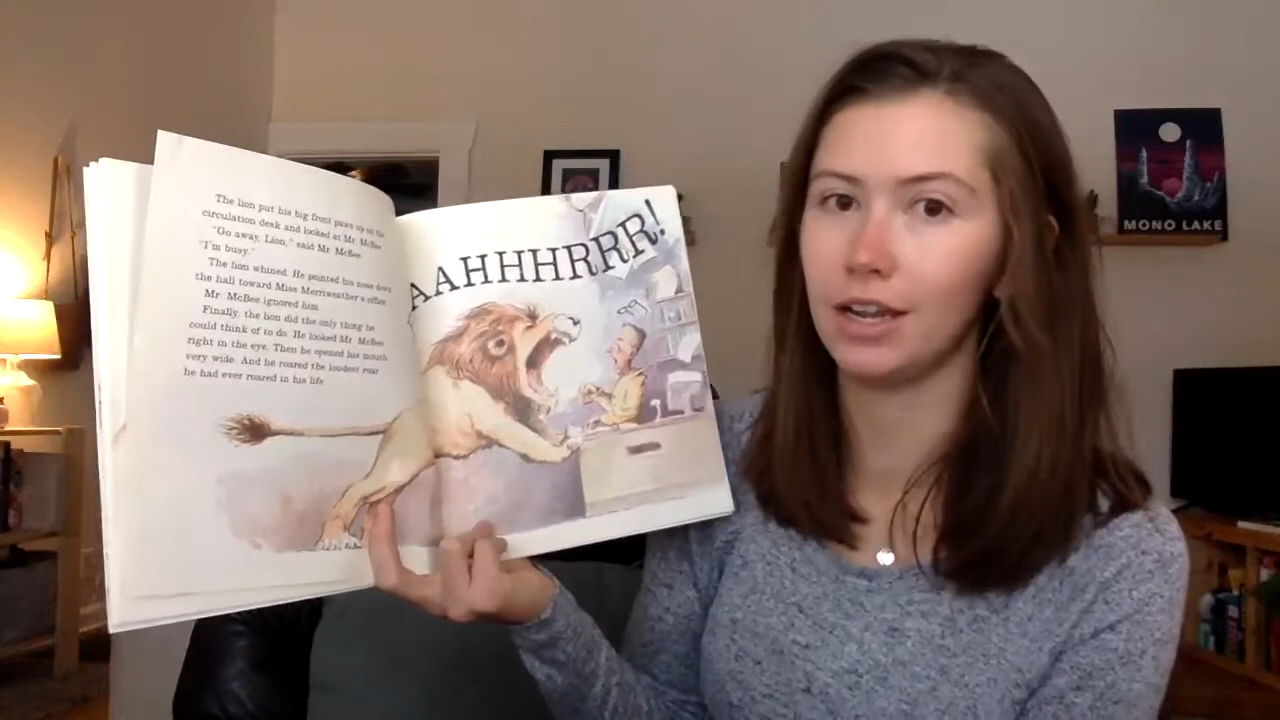 The lion put his big front paws up on the
circulation desk and looked at Mr. McBee.
"Go away, Lion," said Mr. McBee.
"I'm busy."
The lion whined. He pointed his nose down
the hall toward Miss Merriweather's office.
Mr. McBee ignored him.
Finally, the lion did the only thing he
could think of to do. He looked Mr. McBee
right in the eye. Then he opened his mouth
very wide. And he roared the loudest roar
he had ever roared in his life.
AAHHHRRR!
MONO LAKE